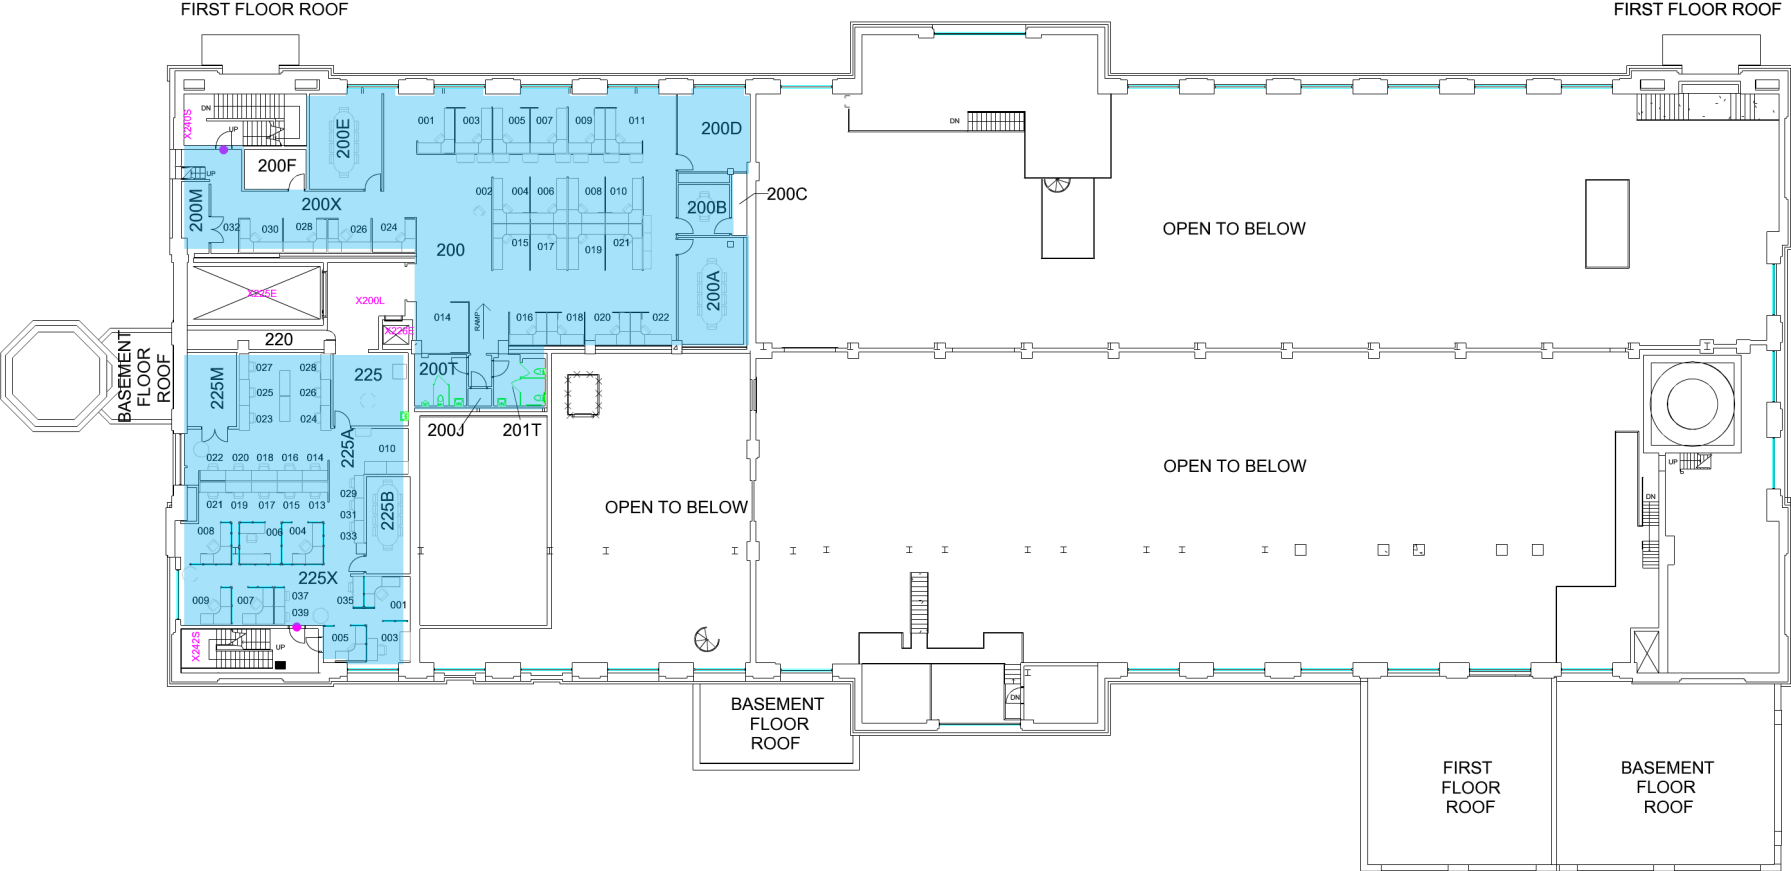 FIRST FLOOR ROOF
FIRST FLOOR ROOF
X240S
DN
UP
UP
200F
200E
001
003
005
007
009
011
200D
200M
200X
032
030
028
026
024
002
004
006
008
010
015
017
019
021
200
200B
200C
200A
DN
OPEN TO BELOW
X225E
X200L
X226E
014
RAMP
016
018
020
022
220
BASEMENT
FLOOR
ROOF
225M
027
028
025
026
023
024
225
200T
200J
201T
225A
010
022
020
018
016
014
021
019
017
015
013
029
031
033
225B
008
006
004
225X
009
007
037
039
035
001
005
003
X242S
UP
OPEN TO BELOW
OPEN TO BELOW
UP
DN
DN
BASEMENT
FLOOR
ROOF
FIRST
FLOOR
ROOF
BASEMENT
FLOOR
ROOF